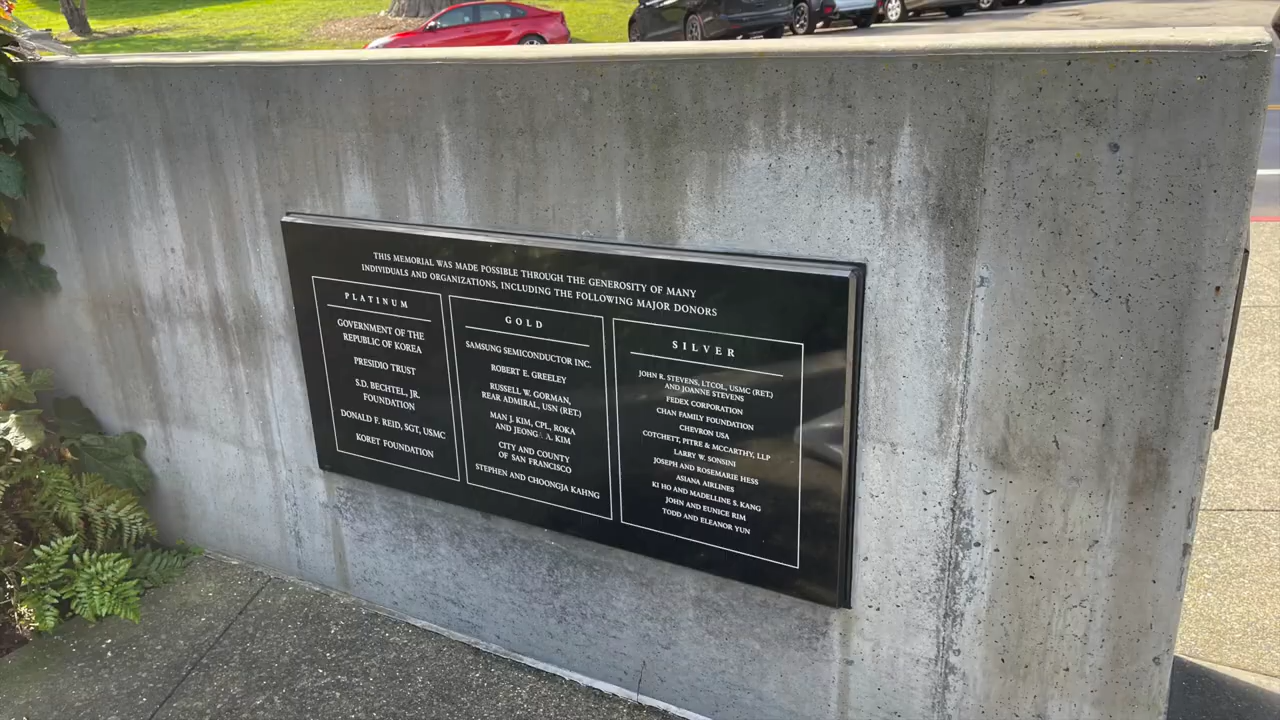 THIS MEMORIAL WAS MADE POSSIBLE THROUGH THE GENEROSITY OF MANY
INDIVIDUALS AND ORGANIZATIONS, INCLUDING THE FOLLOWING MAJOR DONORS
PLATINUM
GOVERNMENT OF THE
REPUBLIC OF KOREA
PRESIDIO TRUST
S.D. BECHTEL, JR.
FOUNDATION
DONALD F. REID, SGT, USMC
KORET FOUNDATION
GOLD
SAMSUNG SEMICONDUCTOR INC.
ROBERT E. GREELEY
RUSSELL W. GORMAN,
REAR ADMIRAL, USN (RET.)
MAN J. KIM, CPL, ROKA
AND JEONG A. KIM
CITY AND COUNTY
OF SAN FRANCISCO
STEPHEN AND CHOONGJA KAHNG
SILVER
JOHN R. STEVENS, LTCOL, USMC (RET.)
AND JOANNE STEVENS
FEDEX CORPORATION
CHAN FAMILY FOUNDATION
CHEVRON USA
COTCHETT, PITRE & MCCARTHY, LLP
LARRY W. SONSINI
JOSEPH AND ROSEMARIE HESS
ASIANA AIRLINES
KI HO AND MADELLINE S. KANG
JOHN AND EUNICE RIM
TODD AND ELEANOR YUN